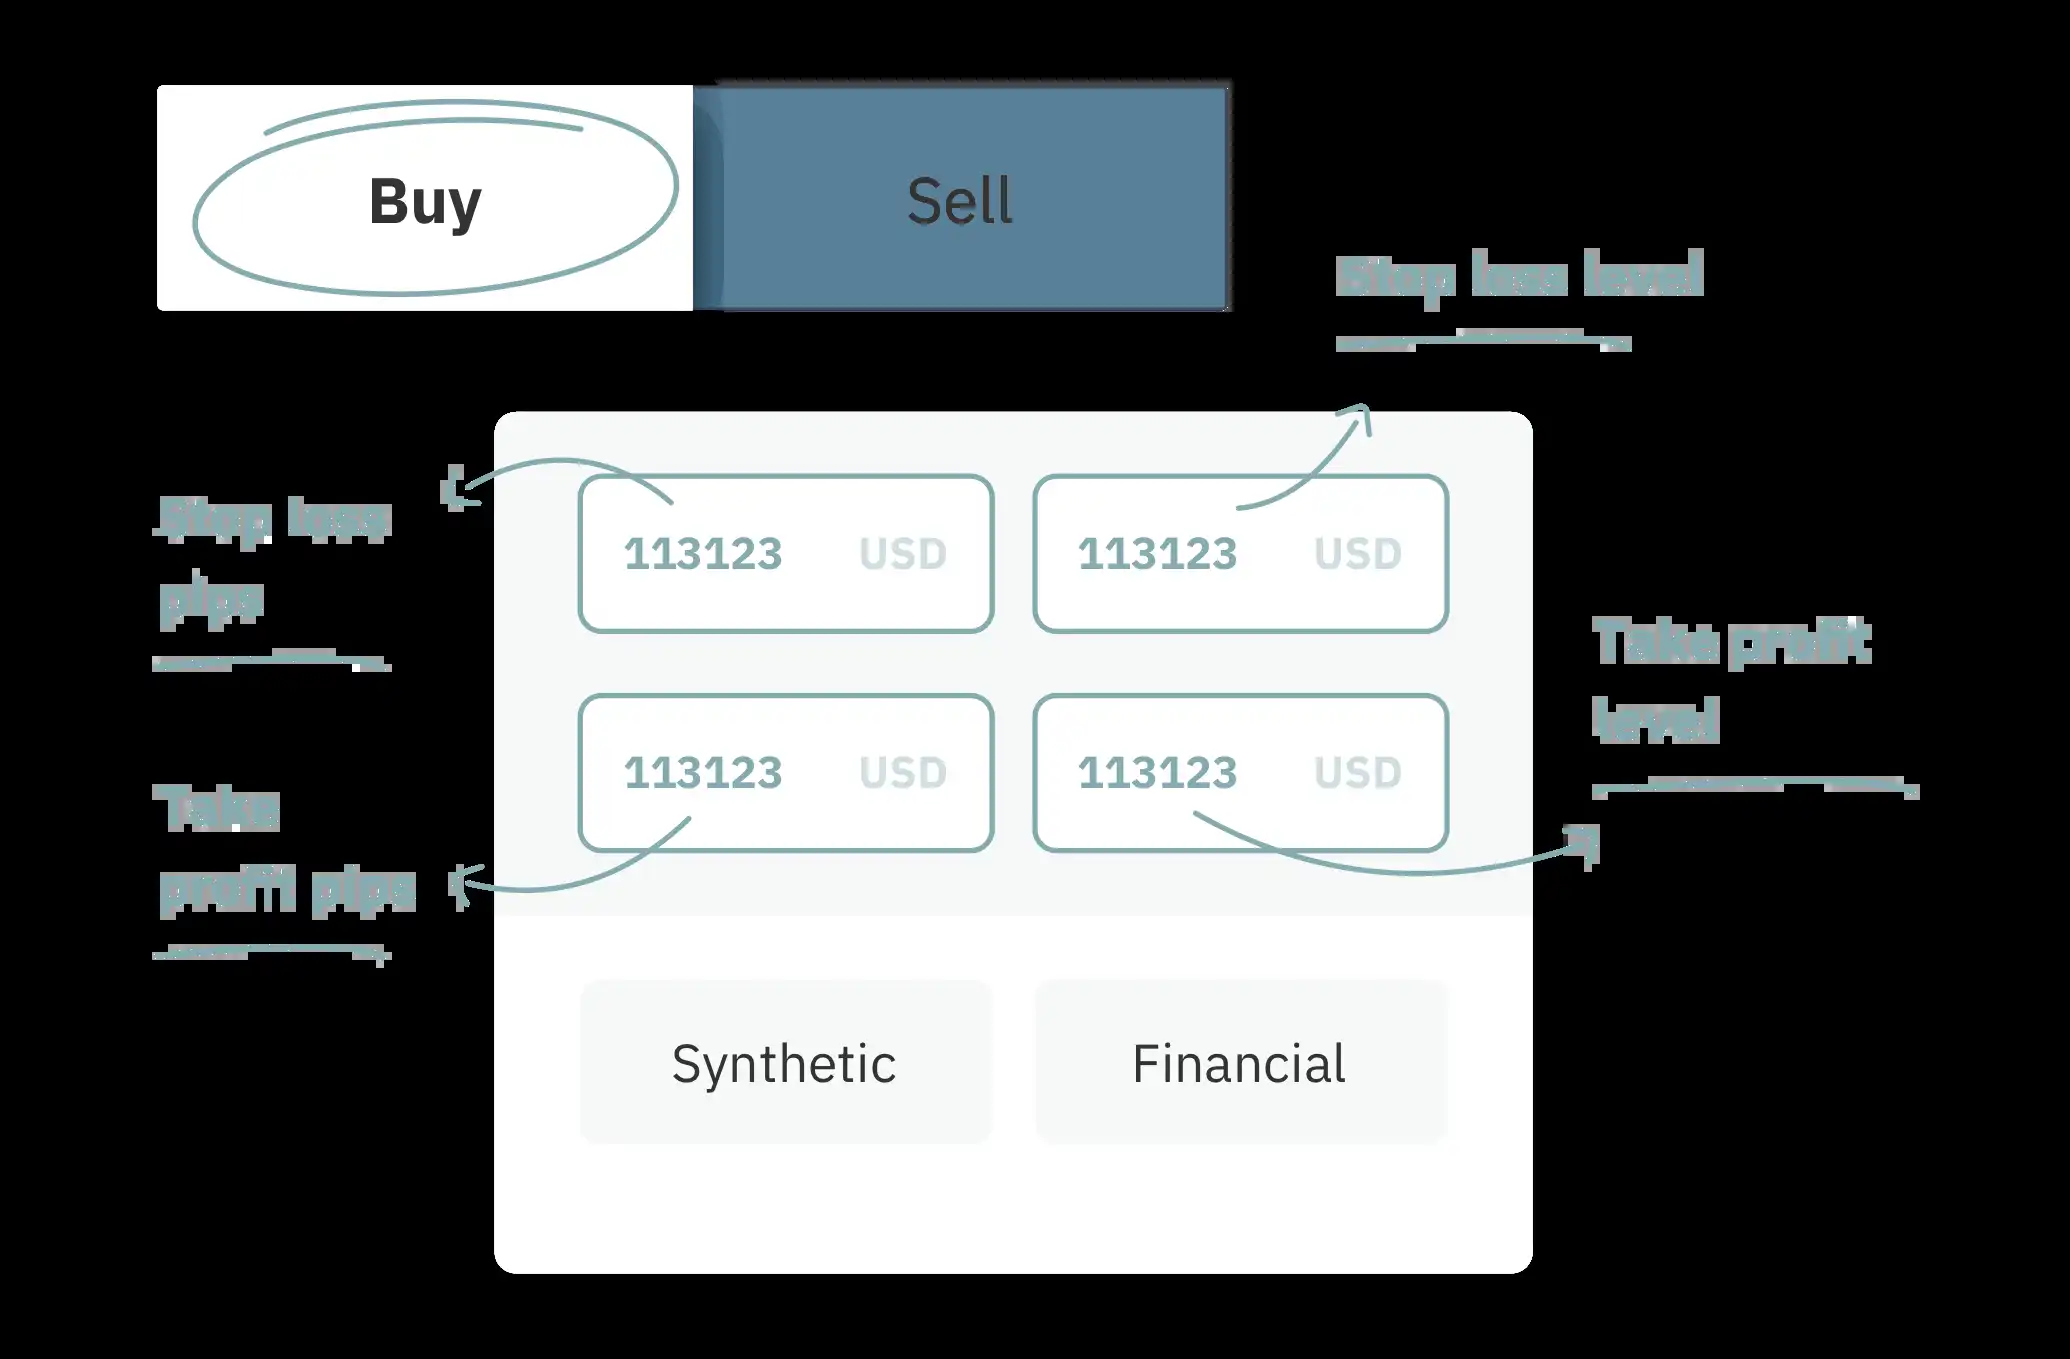 Buy
Sell
Stop loss level
Stop loss
pips
113123 USD
113123 USD
Take profit
level
Take
profit pips
113123 USD
113123 USD
Synthetic
Financial